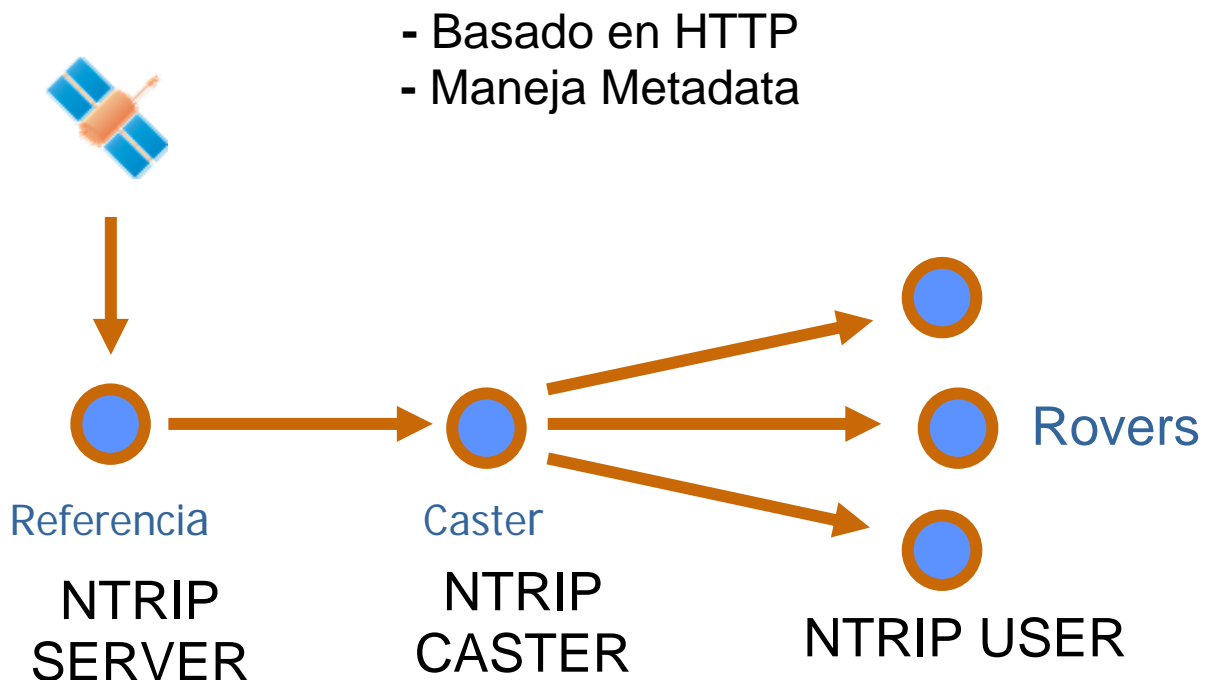 - Basado en HTTP
- Maneja Metadata
Rovers
Referencia
Caster
NTRIP
SERVER
NTRIP
CASTER
NTRIP USER